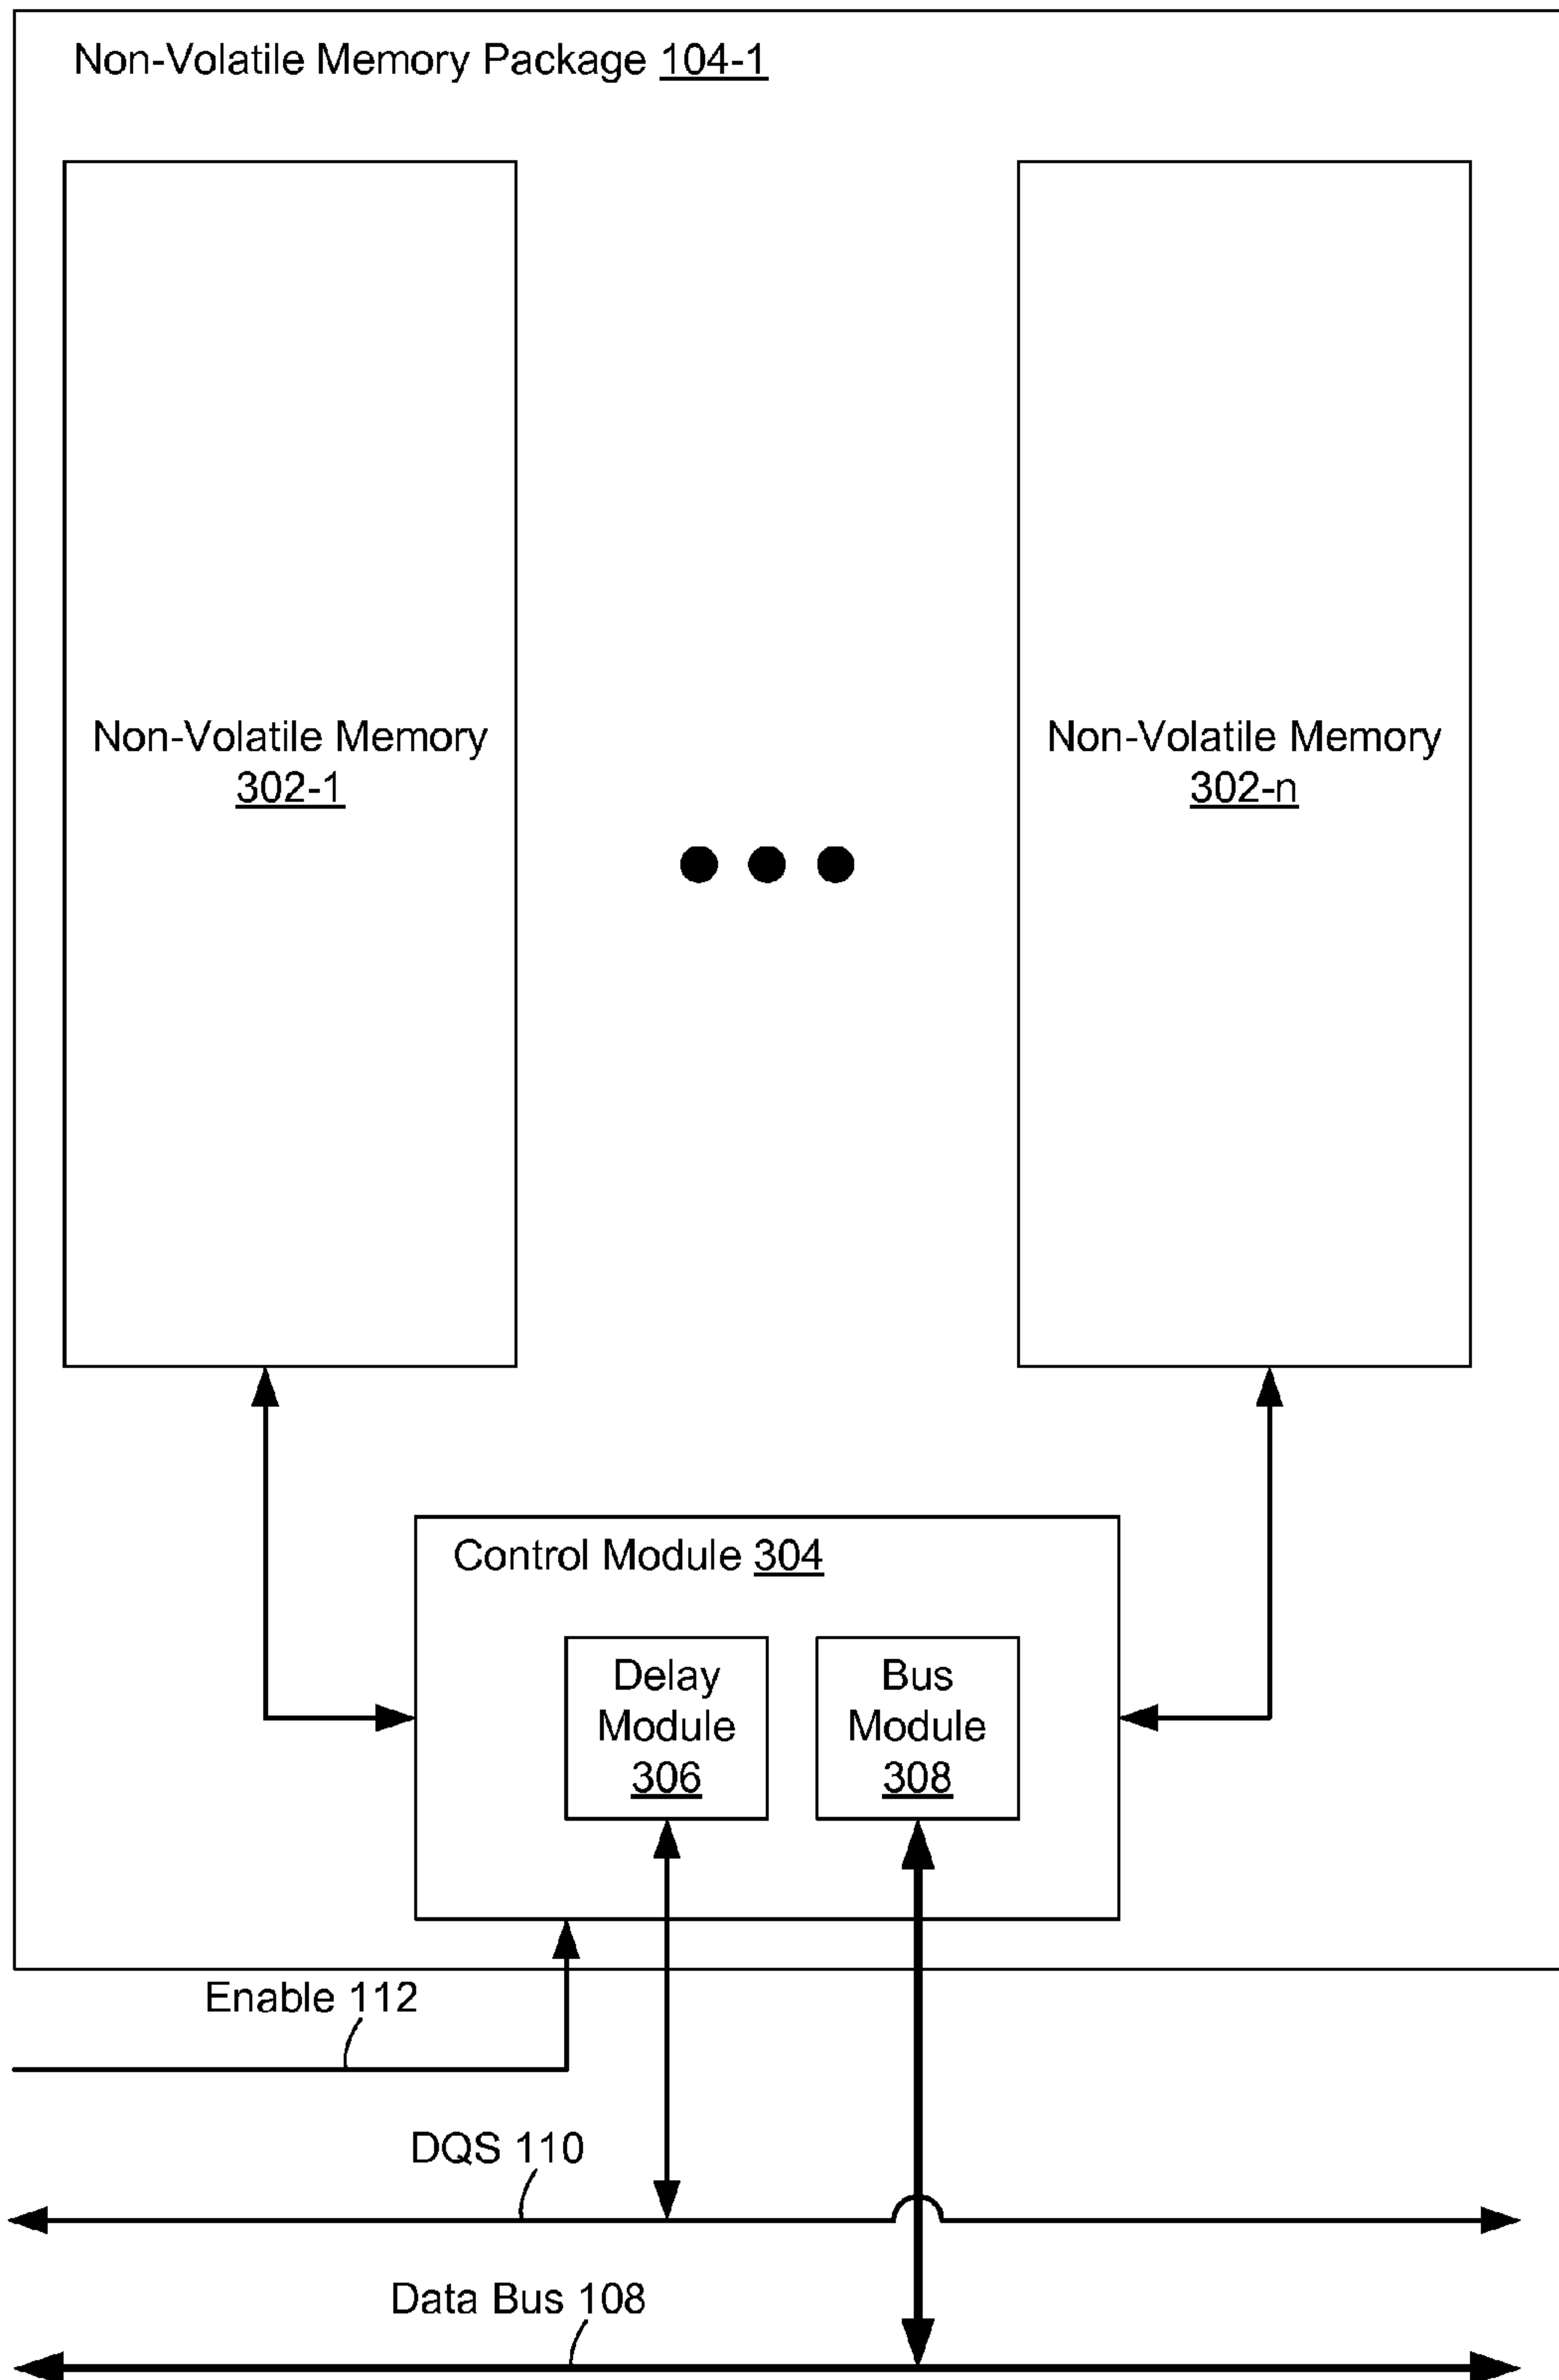 Non-Volatile Memory Package 104-1
Non-Volatile Memory
302-1
Non-Volatile Memory
302-n
Control Module 304
Delay
Module
306
Bus
Module
308
Enable 112
DQS 110
Data Bus 108